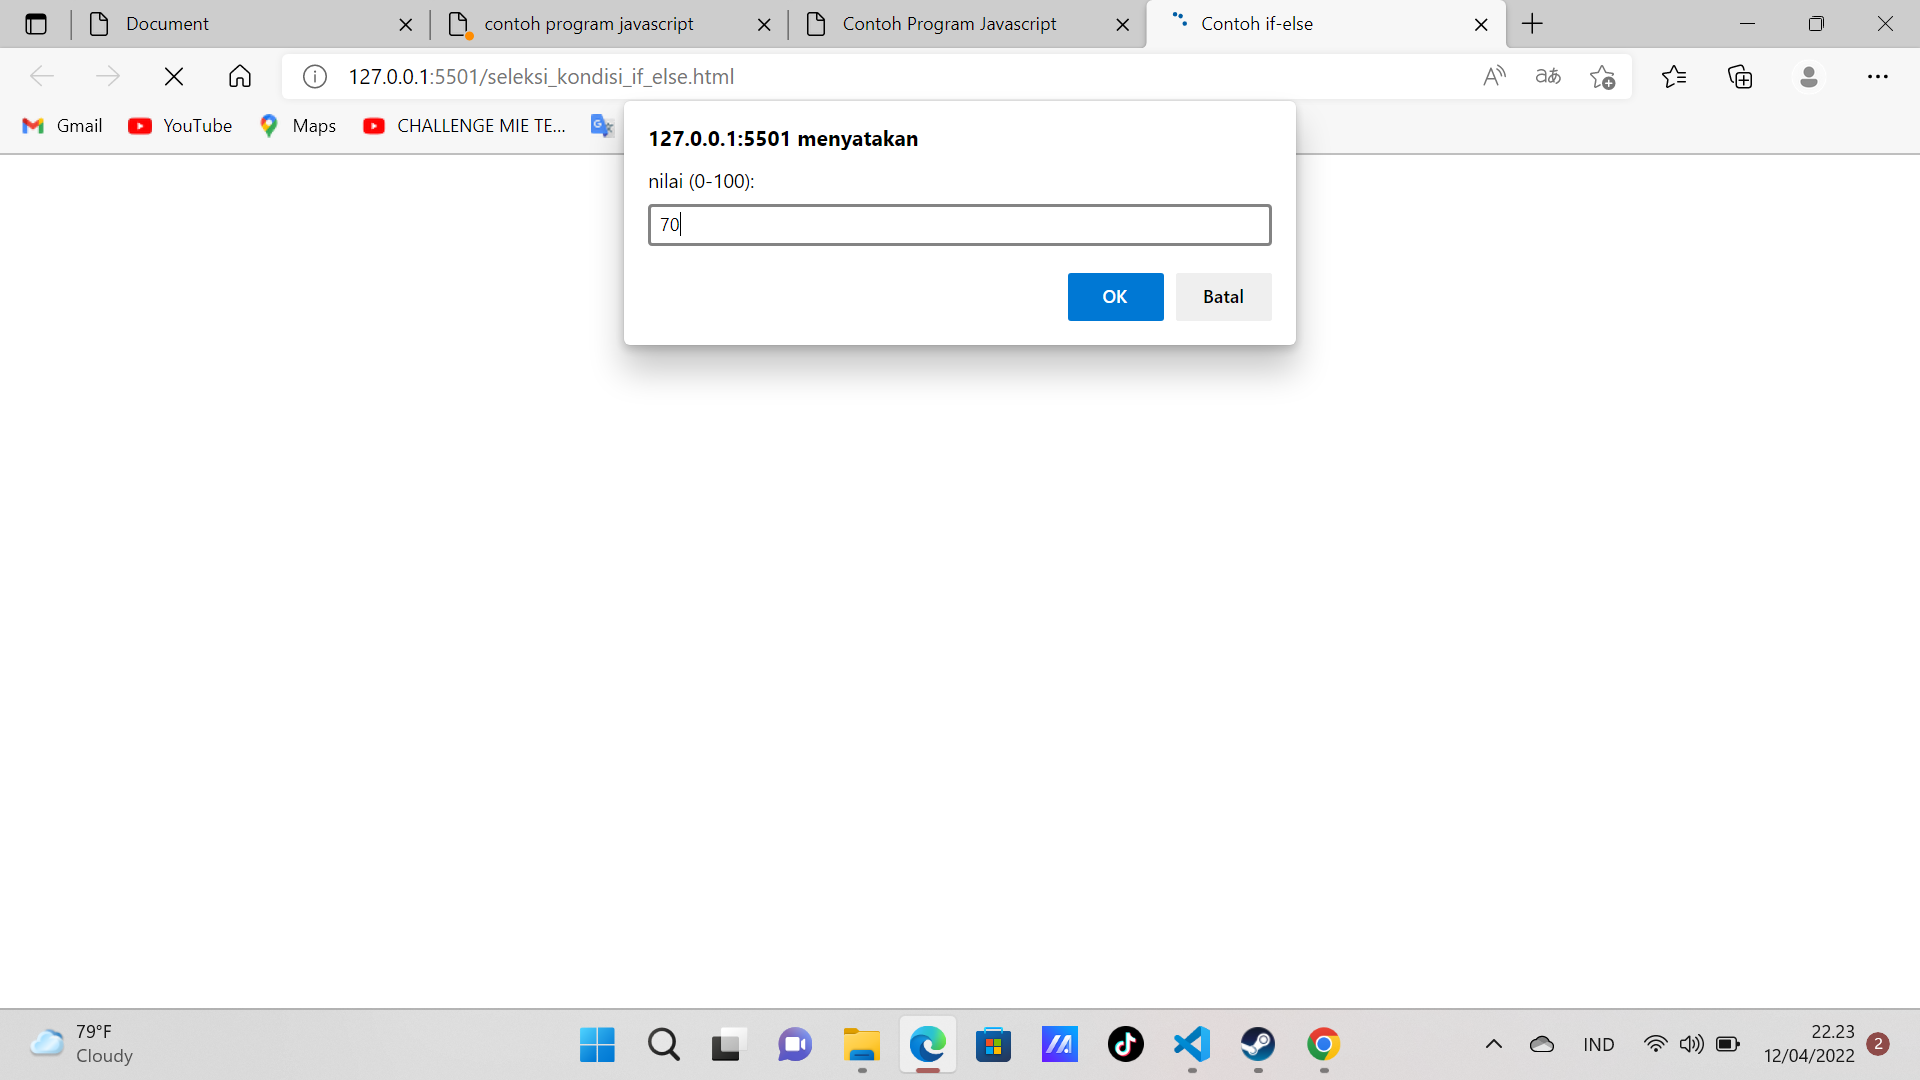 Document
contoh program javascript
Contoh Program Javascript
Contoh if-else
127.0.0.1:5501/seleksi_kondisi_if_else.html
Gmail
YouTube
Maps
CHALLENGE MIE TE...
127.0.0.1:5501 menyatakan
nilai (0-100):
70
OK
Batal
79°F
Cloudy
IND
22.23
12/04/2022
2